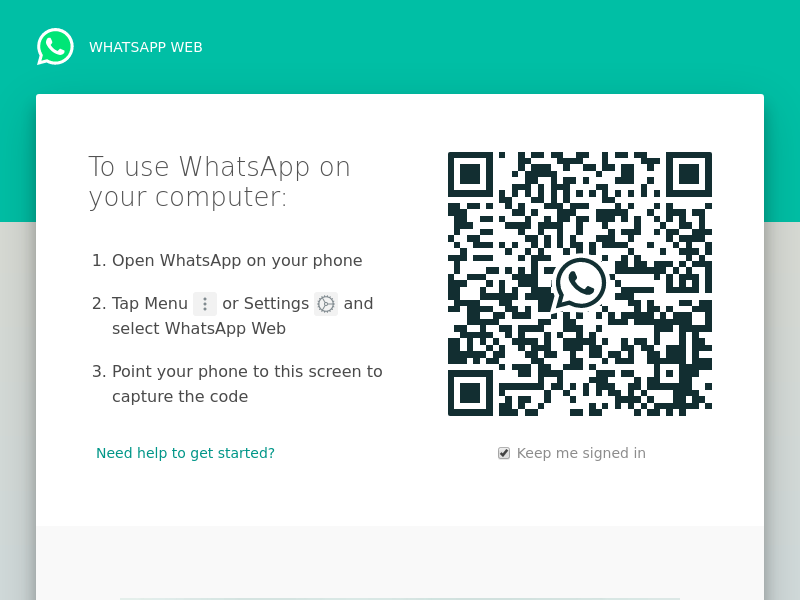 WHATSAPP WEB
To use WhatsApp on
your computer:
1. Open WhatsApp on your phone
2. Tap Menu or Settings and
select WhatsApp Web
3. Point your phone to this screen to
capture the code
Need help to get started?
Keep me signed in